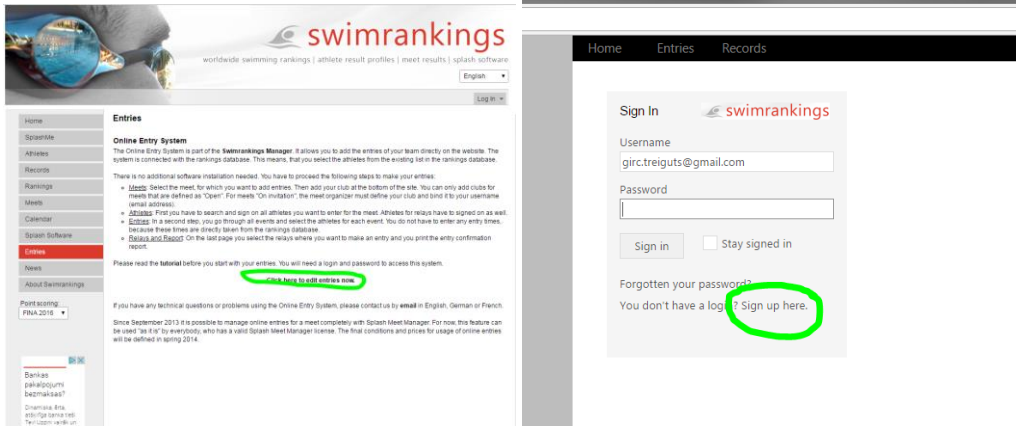 swimrankings
worldwide swimming rankings | athlete result profiles | meet results | splash software
English
Log In
Home
SplashMe
Athletes
Records
Rankings
Meets
Calendar
Splash Software
Entries
News
About Swimrankings
Point scoring:
FINA 2016
Bankas
pakalpojumi
bezmaksas?
Entries
Online Entry System
The Online Entry System is part of the Swimrankings Manager. It allows you to add the entries of your team directly on the website. The
system is connected with the rankings database. This means, that you select the athletes from the existing list in the rankings database.
There is no additional software installation needed. You have to proceed the following steps to make your entries:
Meets: Select the meet, for which you want to add entries. Then add your club at the bottom of the site. You can only add clubs for
meets that are defined as "Open". For meets "On invitation", the meet organizer must define your club and bind it to your username
(email address).
Athletes: First you have to search and sign on all athletes you want to enter for the meet. Athletes for relays have to signed on as well.
Entries: In a second step, you go through all events and select the athletes for each event. You do not have to enter any entry times,
because these times are directly taken from the rankings database.
Relays and Report: On the last page you select the relays where you want to make an entry and you print the entry confirmation
report.
Please read the tutorial before you start with your entries. You will need a login and password to access this system.
Click here to edit entries now.
If you have any technical questions or problems using the Online Entry System, please contact us by email in English, German or French.
Since September 2013 it is possible to manage online entries for a meet completely with Splash Meet Manager. For now, this feature can
be used "as it is" by everybody, who has a valid Splash Meet Manager license. The final conditions and prices for usage of online entries
will be defined in spring 2014.
Home Entries Records
Sign In swimrankings
Username
girc.treiguts@gmail.com
Password
Sign in Stay signed in
Forgotten your password?
You don't have a login? Sign up here.